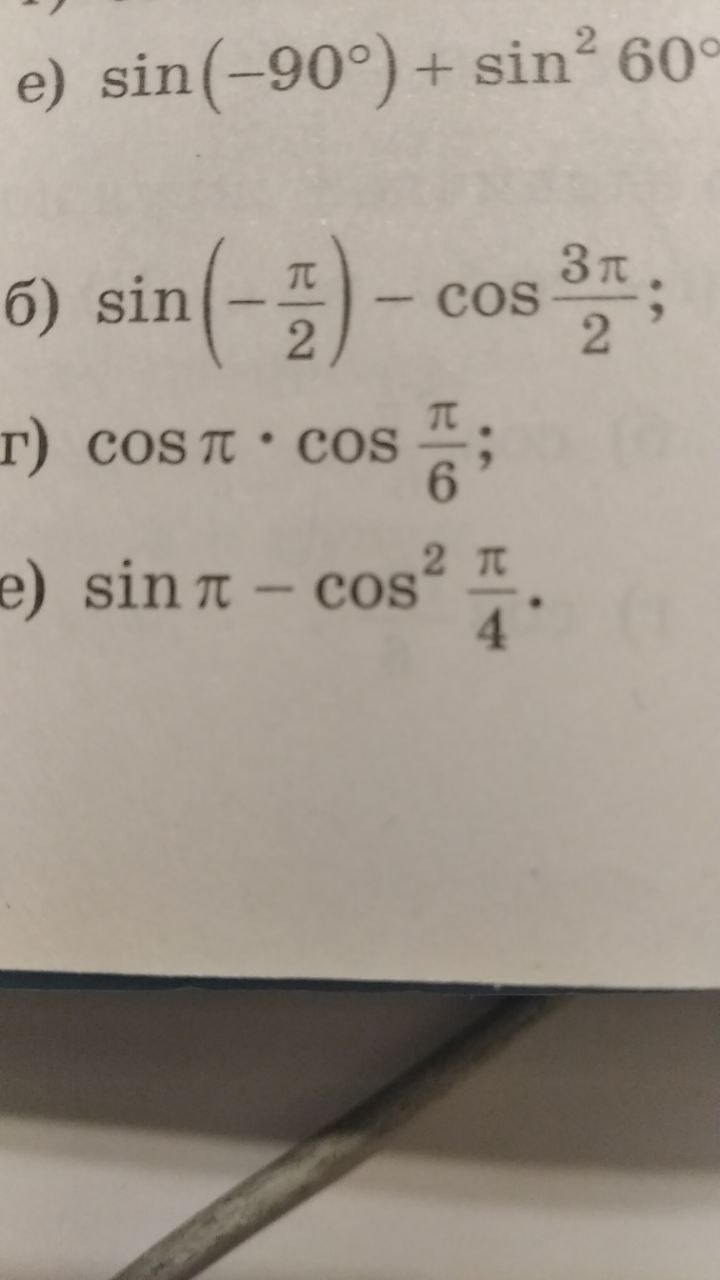 е) sin(−90°) + sin² 60°
б) sin(−π/2) − cos 3π/2;
г) cos π · cos π/6;
е) sin π − cos² π/4.